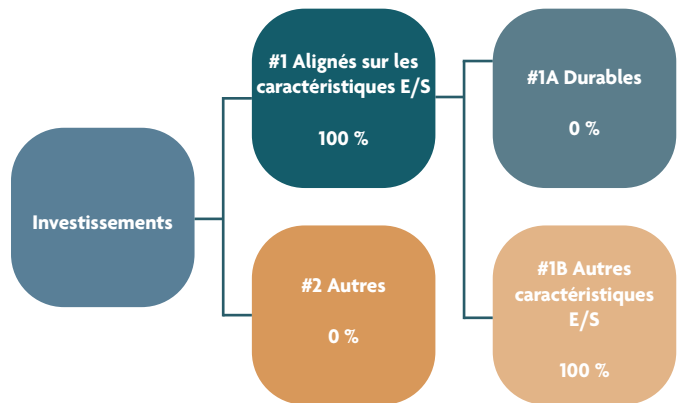 Investissements
#1 Alignés sur les
caractéristiques E/S
100 %
#2 Autres
0 %
#1A Durables
0 %
#1B Autres
caractéristiques
E/S
100 %